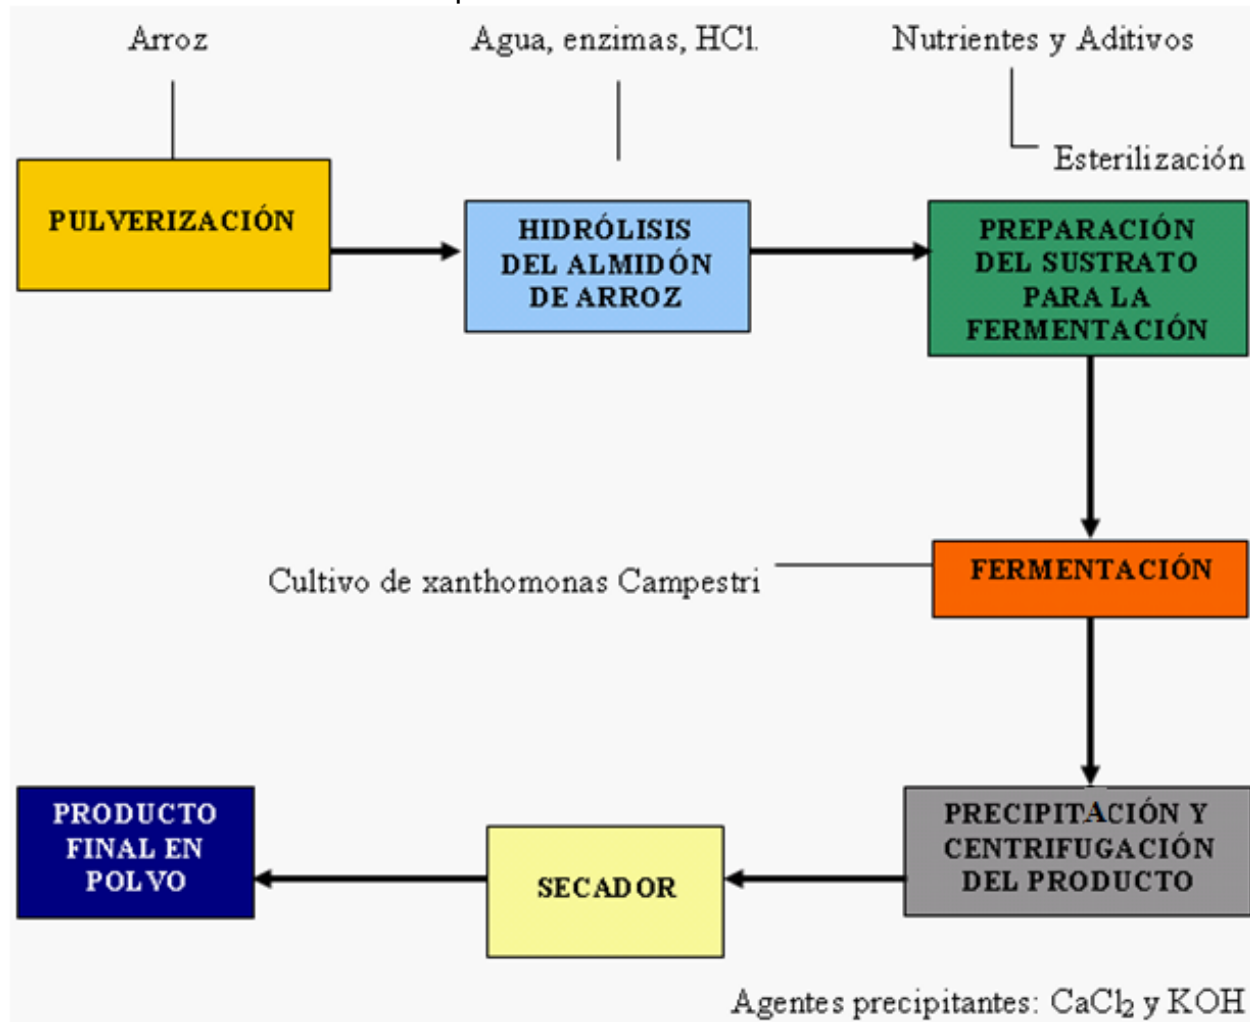 Arroz
Agua, enzimas, HCl.
Nutrientes y Aditivos
Esterilización
PULVERIZACIÓN
HIDRÓLISIS
DEL ALMIDÓN
DE ARROZ
PREPARACIÓN
DEL SUSTRATO
PARA LA
FERMENTACIÓN
Cultivo de xanthomonas Campestri
FERMENTACIÓN
PRODUCTO
FINAL EN
POLVO
SECADOR
PRECIPITACIÓN Y
CENTRIFUGACIÓN
DEL PRODUCTO
Agentes precipitantes: CaCl₂ y KOH